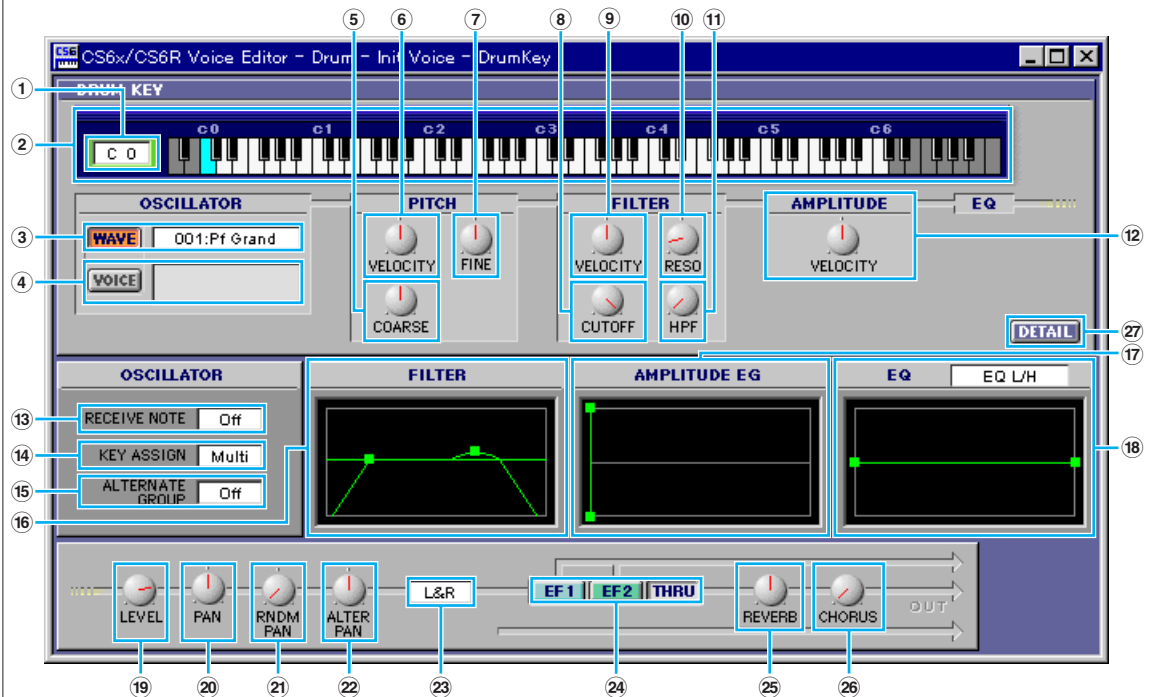 ⑤ ⑥ ⑦ ⑧ ⑨ ⑩ ⑪
CS6x/CS6R Voice Editor - Drum - Init Voice - DrumKey
① DRUM KEY
② C 0 C0 C1 C2 C3 C4 C5 C6
OSCILLATOR PITCH FILTER AMPLITUDE EQ
③ WAVE 001:Pf Grand
VELOCITY FINE VELOCITY RESO VELOCITY ⑫
④ VOICE
COARSE CUTOFF HPF
DETAIL ㉗
⑰
OSCILLATOR FILTER AMPLITUDE EG EQ EQ L/H
⑬ RECEIVE NOTE Off
⑭ KEY ASSIGN Multi
⑱
⑮ ALTERNATE GROUP Off
⑯
L&R EF1 EF2 THRU
OUT
LEVEL PAN RNDM PAN ALTER PAN REVERB CHORUS
⑲ ⑳ ㉑ ㉒ ㉓ ㉔ ㉕ ㉖